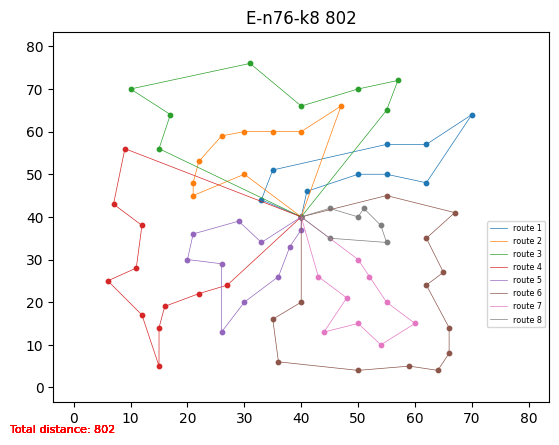 E-n76-k8 802
80
70
60
50
40
30
20
10
0
0 10 20 30 40 50 60 70 80
route 1
route 2
route 3
route 4
route 5
route 6
route 7
route 8
Total distance: 802